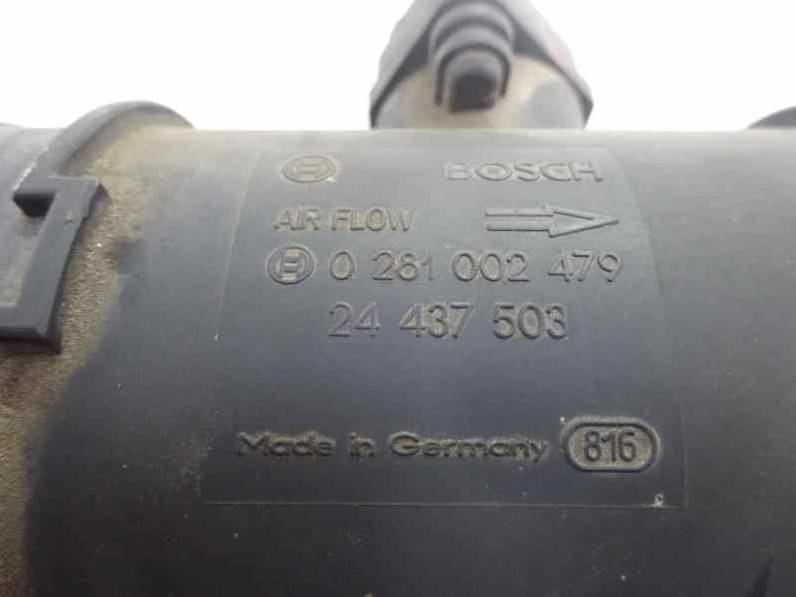 BOSCH
AIR FLOW
0 281 002 479
24 437 503
Made in Germany 816